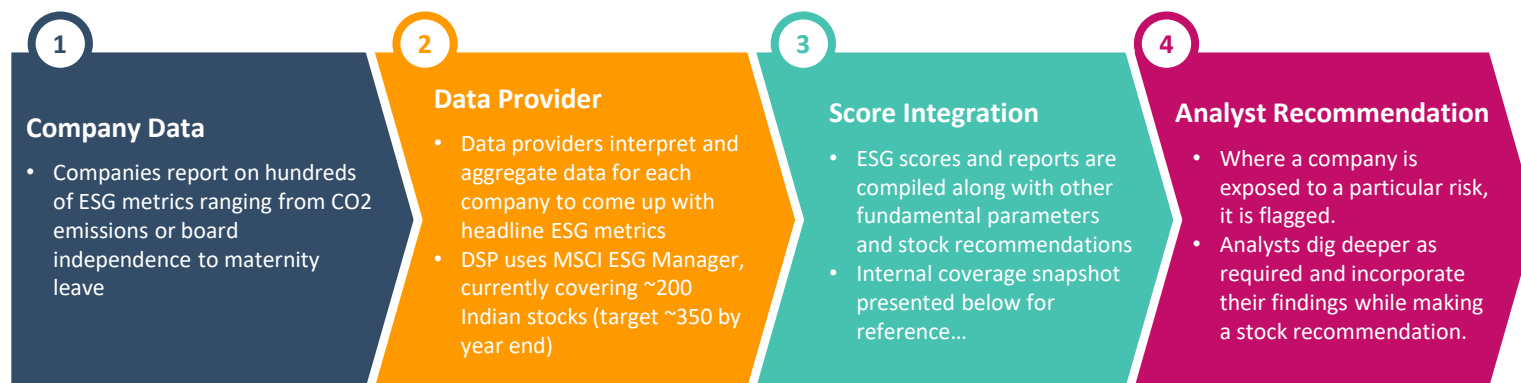 1
Company Data
• Companies report on hundreds
of ESG metrics ranging from CO2
emissions or board
independence to maternity
leave
2
Data Provider
• Data providers interpret and
aggregate data for each
company to come up with
headline ESG metrics
• DSP uses MSCI ESG Manager,
currently covering ~200
Indian stocks (target ~350 by
year end)
3
Score Integration
• ESG scores and reports are
compiled along with other
fundamental parameters
and stock recommendations
• Internal coverage snapshot
presented below for
reference…
4
Analyst Recommendation
• Where a company is
exposed to a particular risk,
it is flagged.
• Analysts dig deeper as
required and incorporate
their findings while making
a stock recommendation.